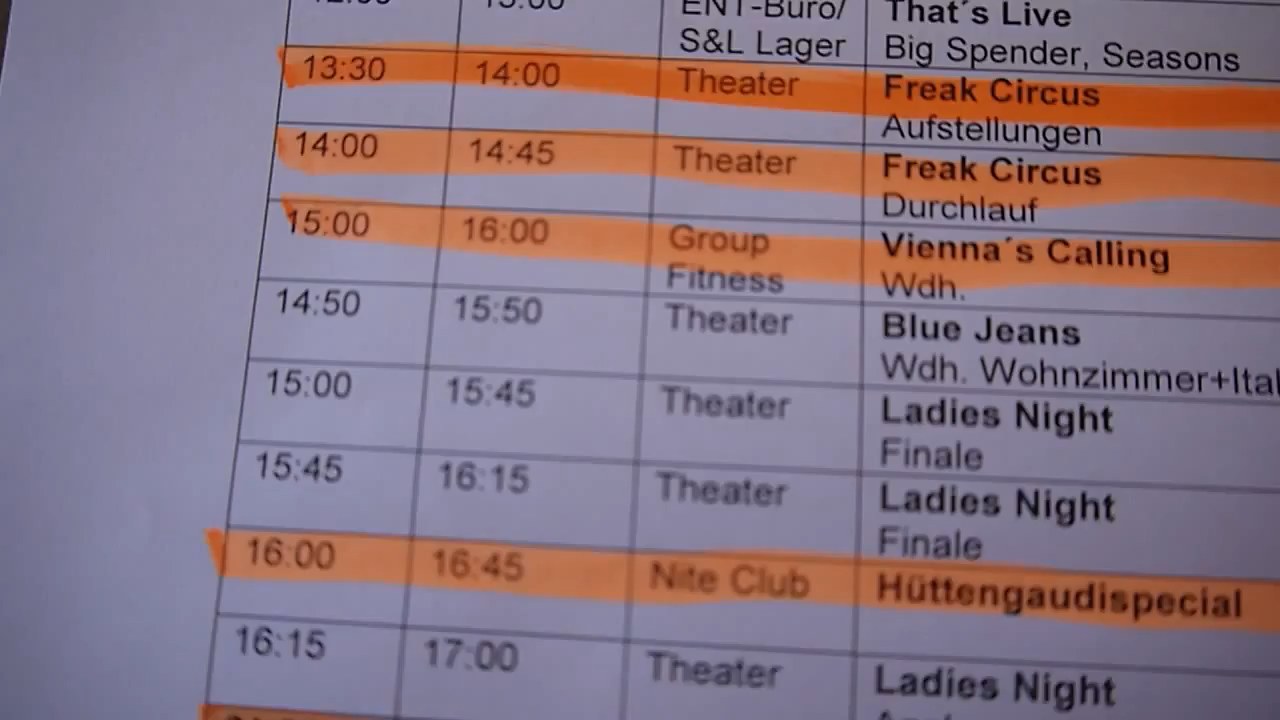 ENT-Büro/ That´s Live
S&L Lager Big Spender, Seasons
13:30 14:00 Theater Freak Circus
Aufstellungen
14:00 14:45 Theater Freak Circus
Durchlauf
15:00 16:00 Group Vienna´s Calling
Fitness Wdh.
14:50 15:50 Theater Blue Jeans
Wdh. Wohnzimmer+Ital
15:00 15:45 Theater Ladies Night
Finale
15:45 16:15 Theater Ladies Night
Finale
16:00 16:45 Nite Club Hüttengaudispecial
16:15 17:00 Theater Ladies Night